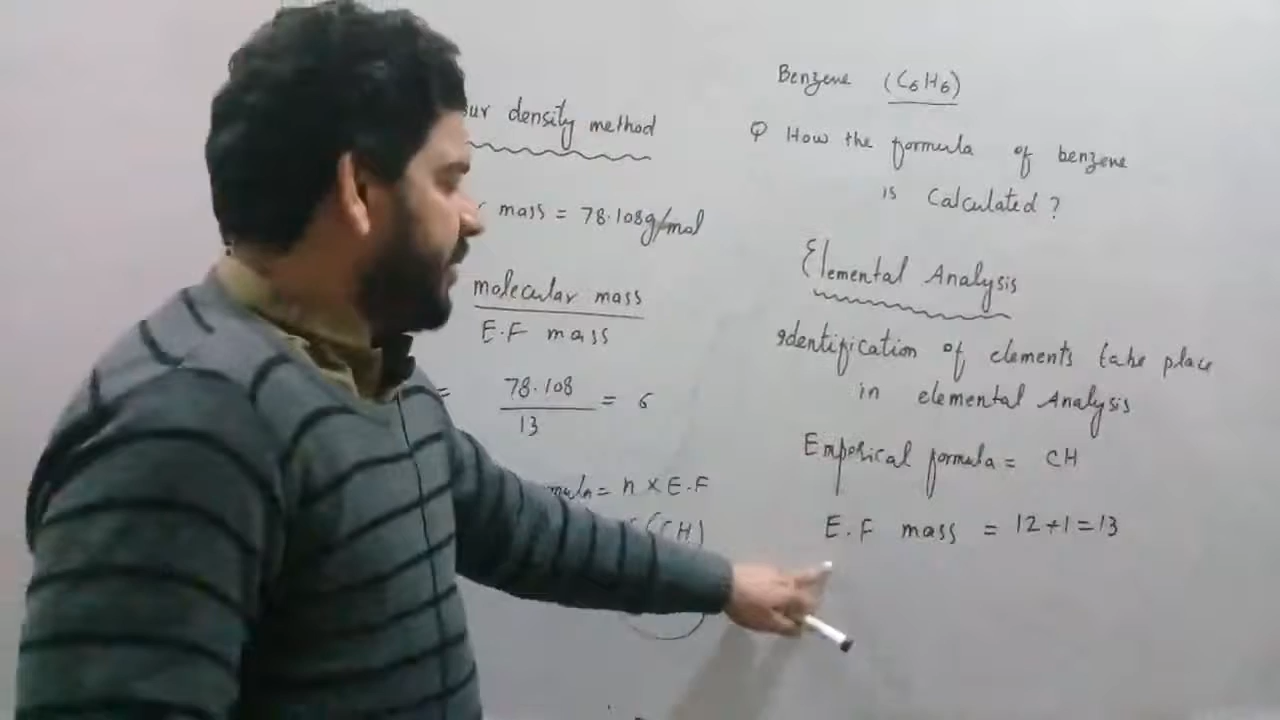 density method
mass = 78.108g/mol
molecular mass
E.F mass
= 78.108 = 6
13
= n × E.F
(CH)
Benzene (C6H6)
Q How the formula of benzene
is Calculated ?
Elemental Analysis
Identification of elements take place
in elemental Analysis
Emperical formula = CH
E.F mass = 12+1=13